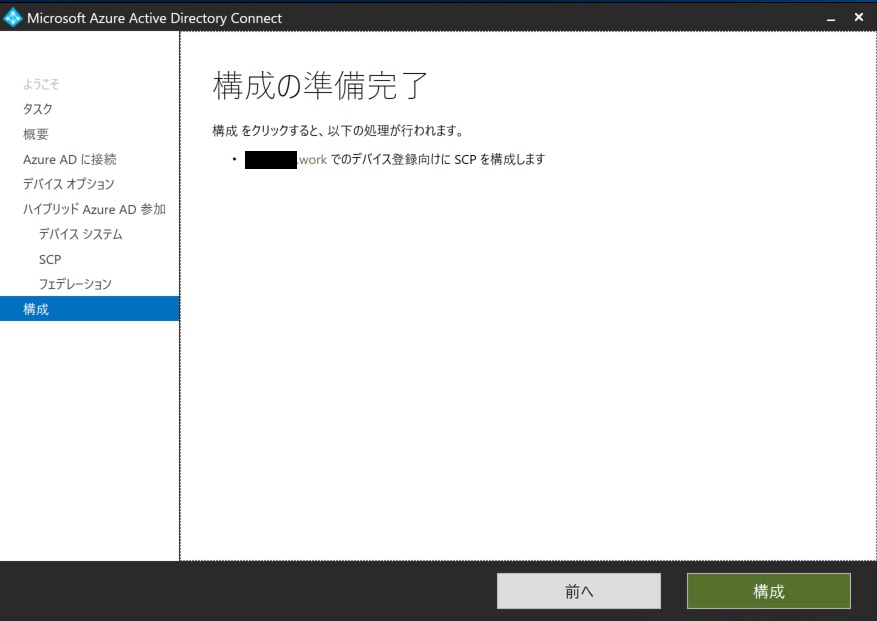 Microsoft Azure Active Directory Connect
ようこそ
タスク
概要
Azure AD に接続
デバイス オプション
ハイブリッド Azure AD 参加
デバイス システム
SCP
フェデレーション
構成
構成の準備完了
構成 をクリックすると、以下の処理が行われます。
• .work でのデバイス登録向けに SCP を構成します
前へ
構成